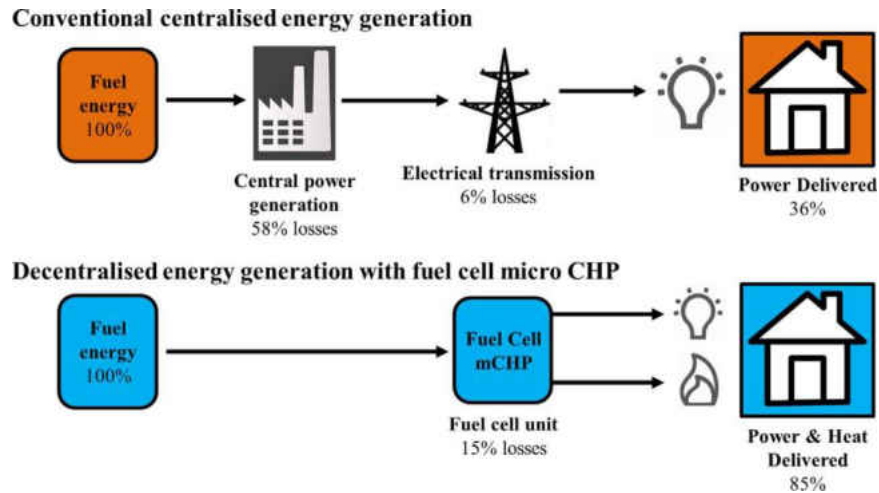 Conventional centralised energy generation
Fuel
energy
100%
Central power
generation
58% losses
Electrical transmission
6% losses
Power Delivered
36%
Decentralised energy generation with fuel cell micro CHP
Fuel
energy
100%
Fuel Cell
mCHP
Fuel cell unit
15% losses
Power & Heat
Delivered
85%